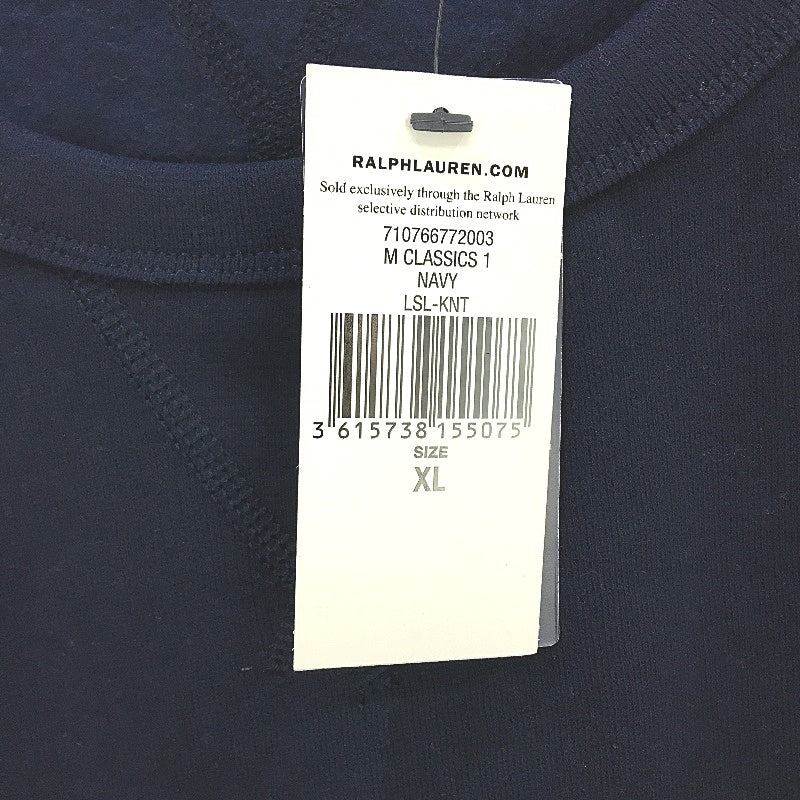 RALPHLAUREN.COM
Sold exclusively through the Ralph Lauren
selective distribution network
710766772003
M CLASSICS 1
NAVY
LSL-KNT
3 615738 155075
SIZE
XL